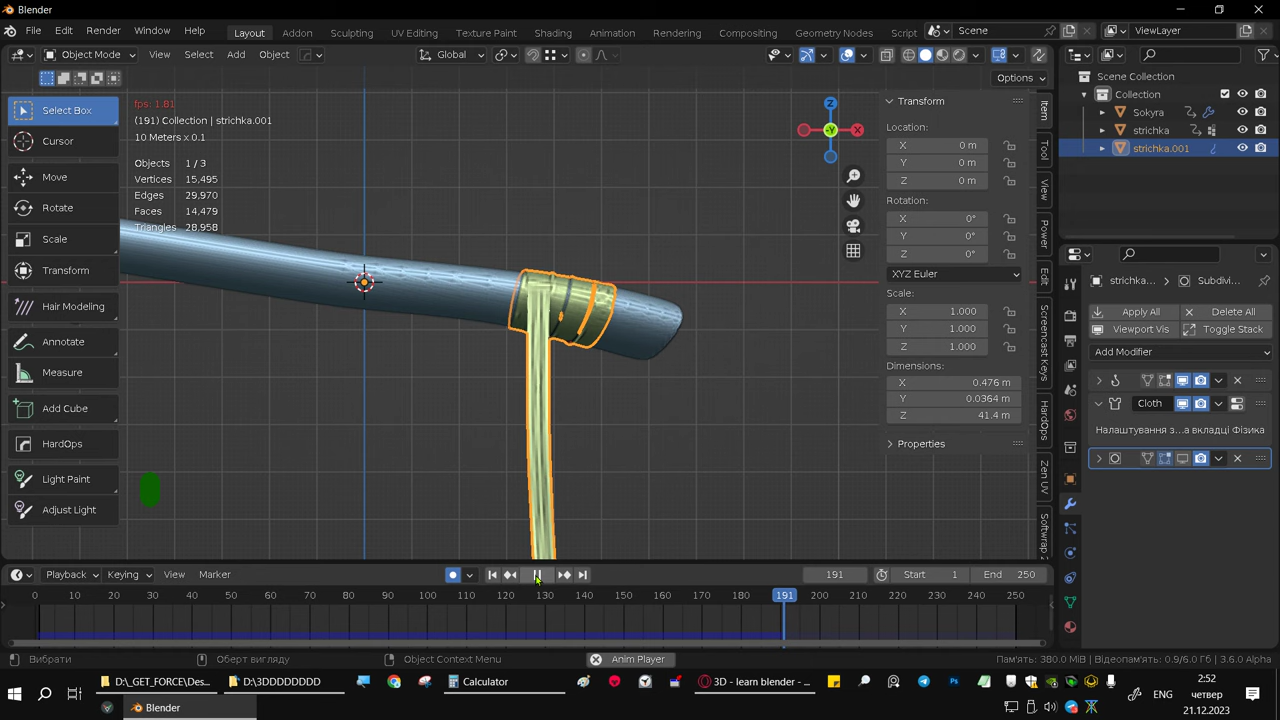 Blender
File Edit Render Window Help Layout Addon Sculpting UV Editing Texture Paint Shading Animation Rendering Compositing Geometry Nodes Script Scene ViewLayer
Object Mode View Select Add Object Global
Options
Select Box
Cursor
Move
Rotate
Scale
Transform
Hair Modeling
Annotate
Measure
Add Cube
HardOps
Light Paint
Adjust Light
fps: 1.81
(191) Collection | strichka.001
10 Meters x 0.1
Objects 1 / 3
Vertices 15,495
Edges 29,970
Faces 14,479
Triangles 28,958
Z
X
-Y
Transform
Location:
X 0 m
Y 0 m
Z 0 m
Rotation:
X 0°
Y 0°
Z 0°
XYZ Euler
Scale:
X 1.000
Y 1.000
Z 1.000
Dimensions:
X 0.476 m
Y 0.0364 m
Z 41.4 m
Properties
Item
Tool
View
Power
Edit
Screencast Keys
HardOps
Zen UV
Softwrap 2
Scene Collection
Collection
Sokyra
strichka
strichka.001
strichka... Subdivi...
Apply All Delete All
Viewport Vis Toggle Stack
Add Modifier
Cloth
Налаштування з...а вкладці Фізика
Playback Keying View Marker 191 Start 1 End 250
0 10 20 30 40 50 60 70 80 90 100 110 120 130 140 150 160 170 180 191 200 210 220 230 240 250
Вибрати Оберт вигляду Object Context Menu Anim Player Пам'ять: 380.0 MiB | Відеопам'ять: 0.9/6.0 Гб | 3.6.0 Alpha
D:\_GET_FORCE\Des... D:\3DDDDDDDD Calculator 3D - learn blender - ... Ps
Blender
ENG
2:52
четвер
21.12.2023